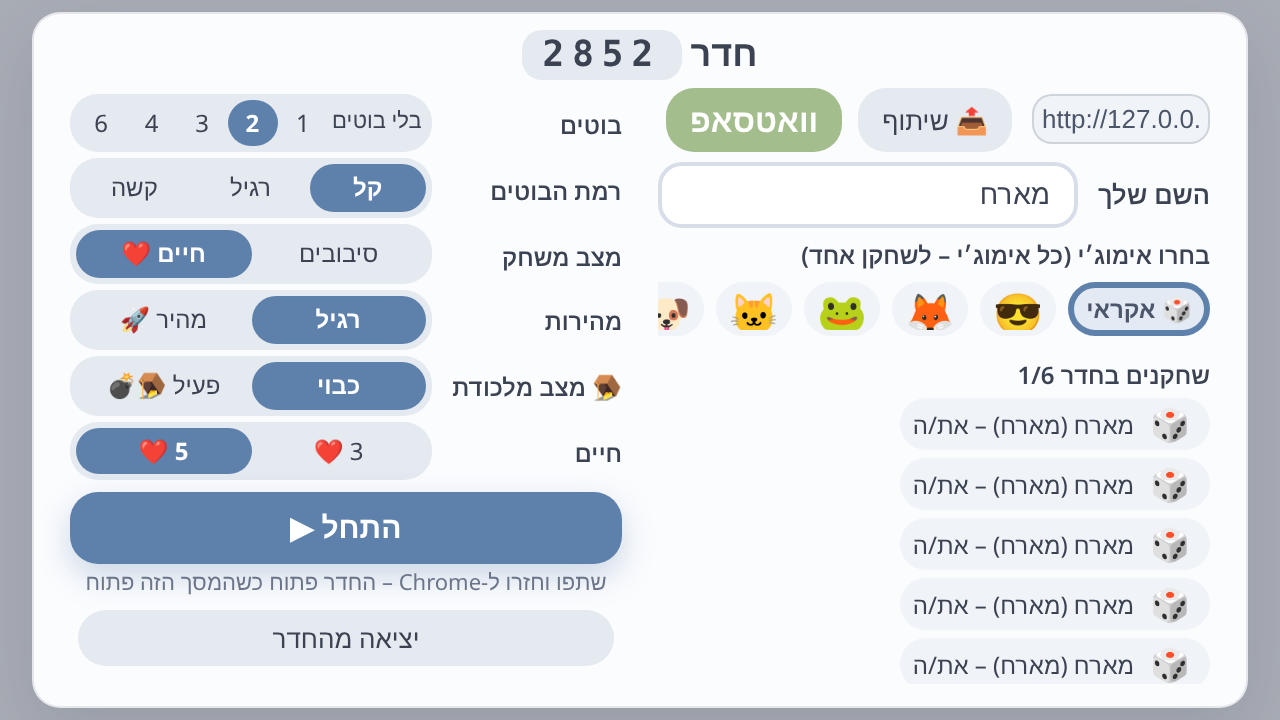 חדר 2852
http://127.0.0.
📤 שיתוף
וואטסאפ
השם שלך
מארח
בחרו אימוג׳י (כל אימוג׳י – לשחקן אחד)
🎲 אקראי
שחקנים בחדר 1/6
🎲 מארח (מארח) – את/ה
🎲 מארח (מארח) – את/ה
🎲 מארח (מארח) – את/ה
🎲 מארח (מארח) – את/ה
🎲 מארח (מארח) – את/ה
בוטים
בלי בוטים 1 2 3 4 6
רמת הבוטים
קל רגיל קשה
מצב משחק
סיבובים חיים ❤️
מהירות
רגיל מהיר 🚀
🪤 מצב מלכודת
כבוי פעיל 🪤💣
חיים
3 ❤️ 5 ❤️
התחל ▶
שתפו וחזרו ל-Chrome – החדר פתוח כשהמסך הזה פתוח
יציאה מהחדר